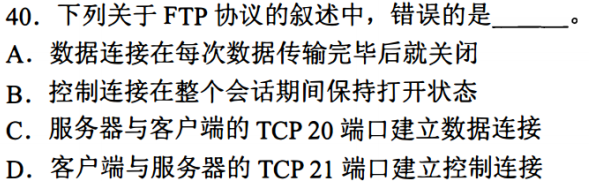 40．下列关于 FTP 协议的叙述中，错误的是______。
A．数据连接在每次数据传输完毕后就关闭
B．控制连接在整个会话期间保持打开状态
C．服务器与客户端的 TCP 20 端口建立数据连接
D．客户端与服务器的 TCP 21 端口建立控制连接